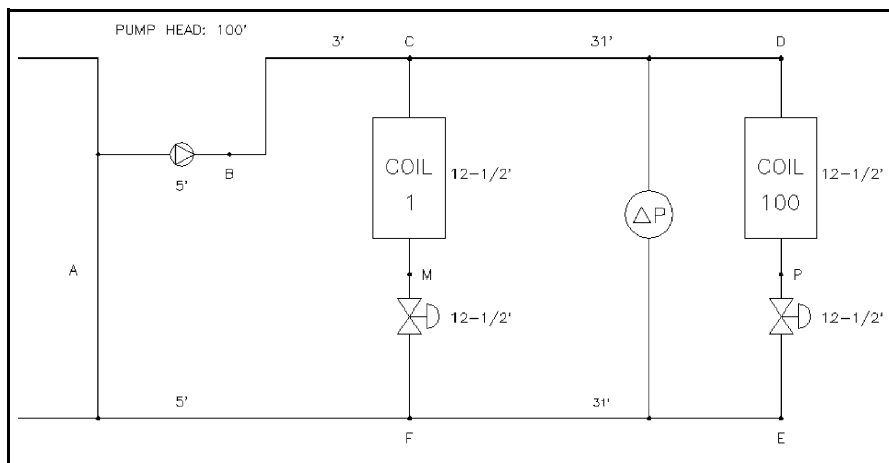 PUMP HEAD: 100'
3'
C
31'
D
B
5'
COIL
1
12-1/2'
ΔP
COIL
100
12-1/2'
A
M
P
12-1/2'
12-1/2'
5'
F
31'
E